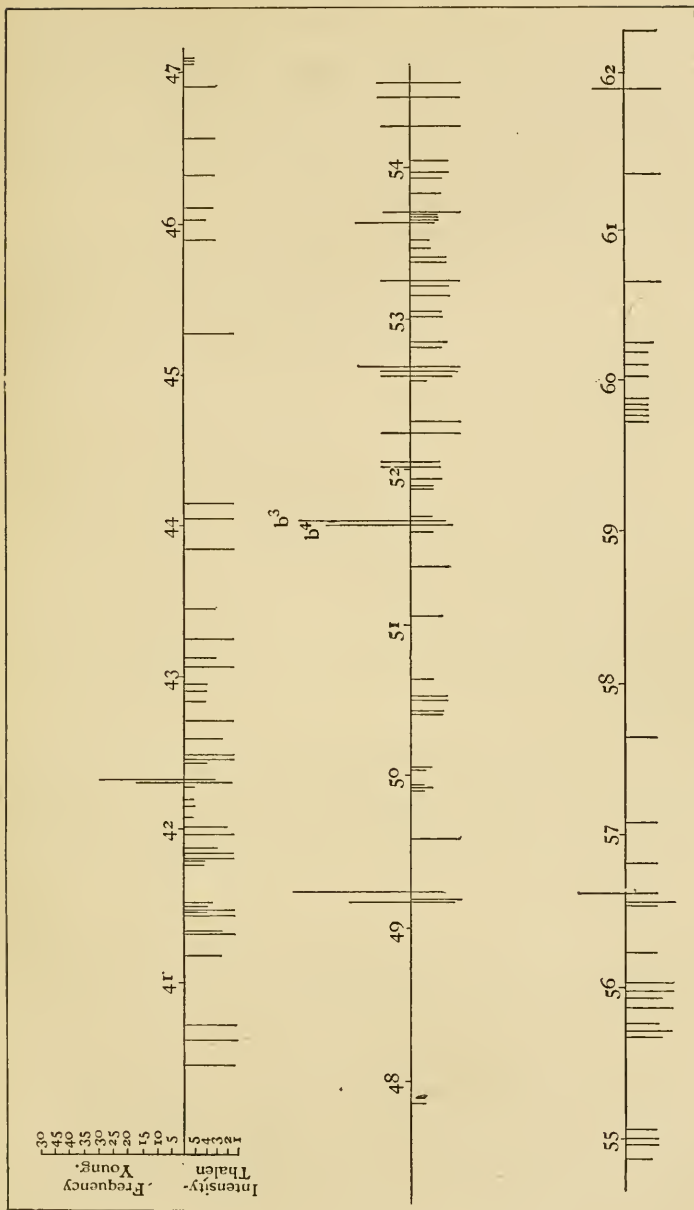 30 45 40 35 30 25 20 15 10 5
5 4 3 2 1
Frequency
Young.
Intensity-
Thalen
41 42 43 44 45 46 47
b³
b⁴
48 49 50 51 52 53 54
55 56 57 58 59 60 61 62